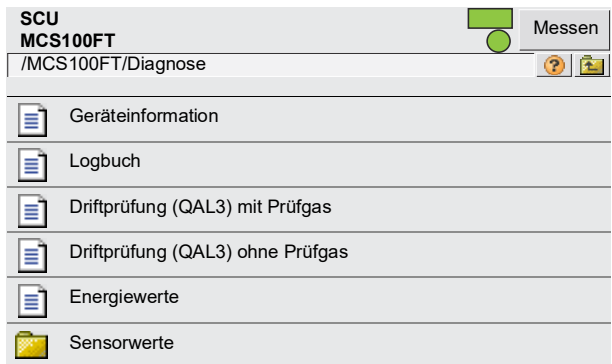 SCU
MCS100FT
Messen
/MCS100FT/Diagnose
?
Geräteinformation
Logbuch
Driftprüfung (QAL3) mit Prüfgas
Driftprüfung (QAL3) ohne Prüfgas
Energiewerte
Sensorwerte